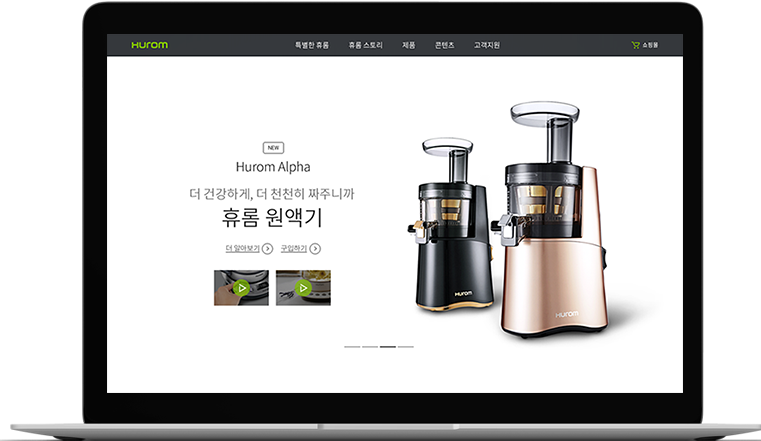 HUROM
특별한 휴롬 휴롬 스토리 제품 콘텐츠 고객지원
쇼핑몰
NEW
Hurom Alpha
더 건강하게, 더 천천히 짜주니까
휴롬 원액기
더 알아보기 구입하기
HUROM
HUROM